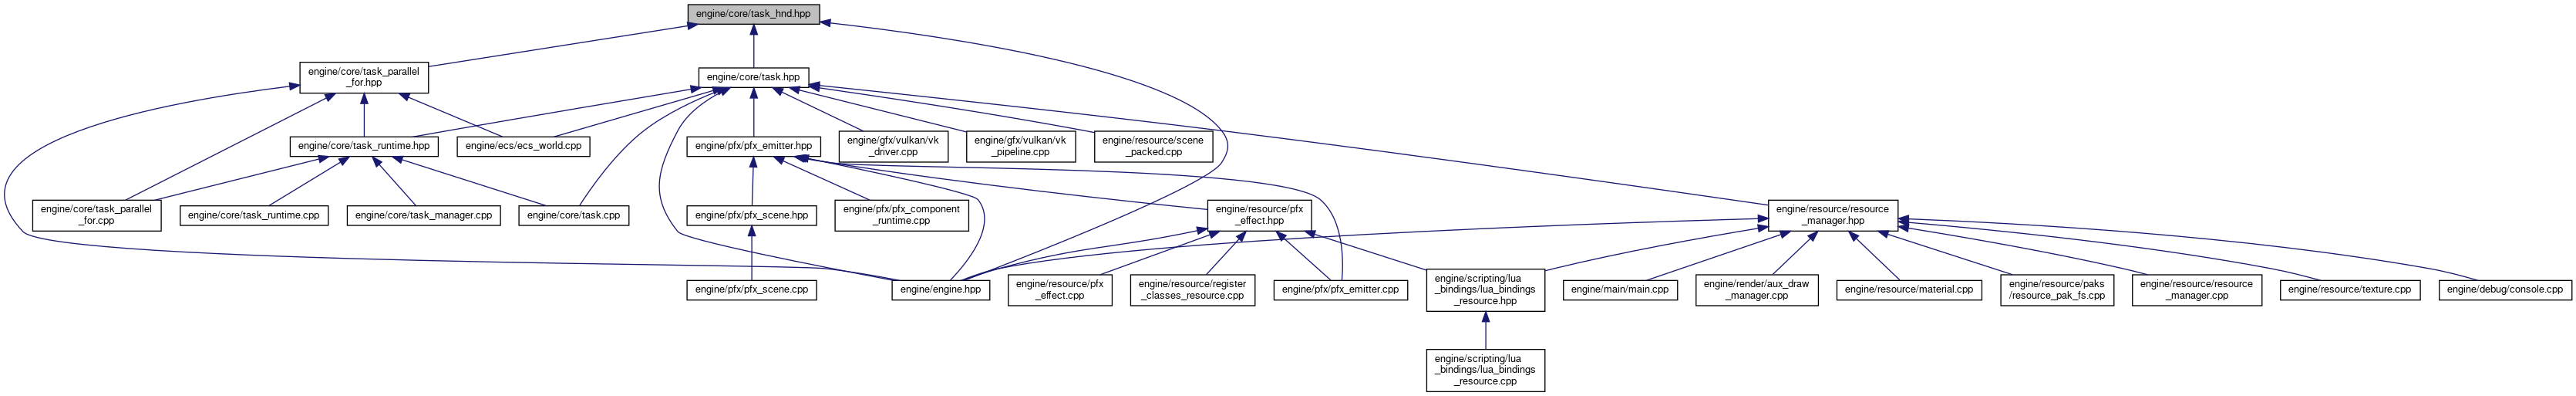 engine/core/task_hnd.hpp
engine/core/task_parallel
_for.hpp
engine/core/task.hpp
engine/core/task_runtime.hpp
engine/ecs/ecs_world.cpp
engine/pfx/pfx_emitter.hpp
engine/gfx/vulkan/vk
_driver.cpp
engine/gfx/vulkan/vk
_pipeline.cpp
engine/resource/scene
_packed.cpp
engine/core/task_parallel
_for.cpp
engine/core/task_runtime.cpp
engine/core/task_manager.cpp
engine/core/task.cpp
engine/pfx/pfx_scene.hpp
engine/pfx/pfx_component
_runtime.cpp
engine/resource/pfx
_effect.hpp
engine/resource/resource
_manager.hpp
engine/pfx/pfx_scene.cpp
engine/engine.hpp
engine/resource/pfx
_effect.cpp
engine/resource/register
_classes_resource.cpp
engine/pfx/pfx_emitter.cpp
engine/scripting/lua
_bindings/lua_bindings
_resource.hpp
engine/main/main.cpp
engine/render/aux_draw
_manager.cpp
engine/resource/material.cpp
engine/resource/paks
/resource_pak_fs.cpp
engine/resource/resource
_manager.cpp
engine/resource/texture.cpp
engine/debug/console.cpp
engine/scripting/lua
_bindings/lua_bindings
_resource.cpp